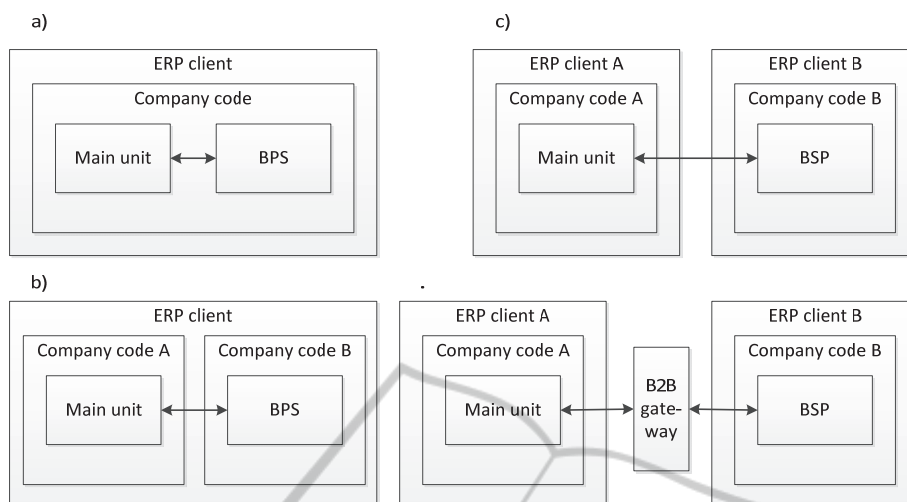 a)
ERP client
Company code
Main unit
BPS
c)
ERP client A
Company code A
Main unit
ERP client B
Company code B
BSP
b)
ERP client
Company code A
Main unit
Company code B
BPS
.
ERP client A
Company code A
Main unit
B2B
gate-
way
ERP client B
Company code B
BSP